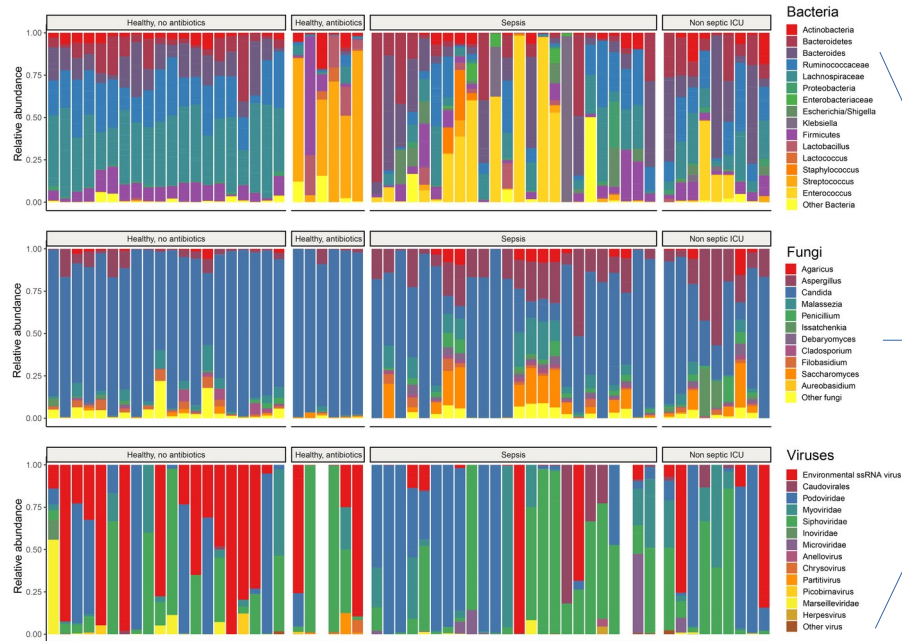 Healthy, no antibiotics
Healthy, antibiotics
Sepsis
Non septic ICU
Relative abundance
1.00
0.75
0.50
0.25
0.00
Bacteria
Actinobacteria
Bacteroidetes
Bacteroides
Ruminococcaceae
Lachnospiraceae
Proteobacteria
Enterobacteriaceae
Escherichia/Shigella
Klebsiella
Firmicutes
Lactobacillus
Lactococcus
Staphylococcus
Streptococcus
Enterococcus
Other Bacteria
Healthy, no antibiotics
Healthy, antibiotics
Sepsis
Non septic ICU
Relative abundance
1.00
0.75
0.50
0.25
0.00
Fungi
Agaricus
Aspergillus
Candida
Malassezia
Penicillium
Issatchenkia
Debaryomyces
Cladosporium
Filobasidium
Saccharomyces
Aureobasidium
Other fungi
Healthy, no antibiotics
Healthy, antibiotics
Sepsis
Non septic ICU
Relative abundance
1.00
0.75
0.50
0.25
0.00
Viruses
Environmental ssRNA virus
Caudovirales
Podoviridae
Myoviridae
Siphoviridae
Inoviridae
Microviridae
Anellovirus
Chrysovirus
Partitivirus
Picobirnavirus
Marseilleviridae
Herpesvirus
Other virus